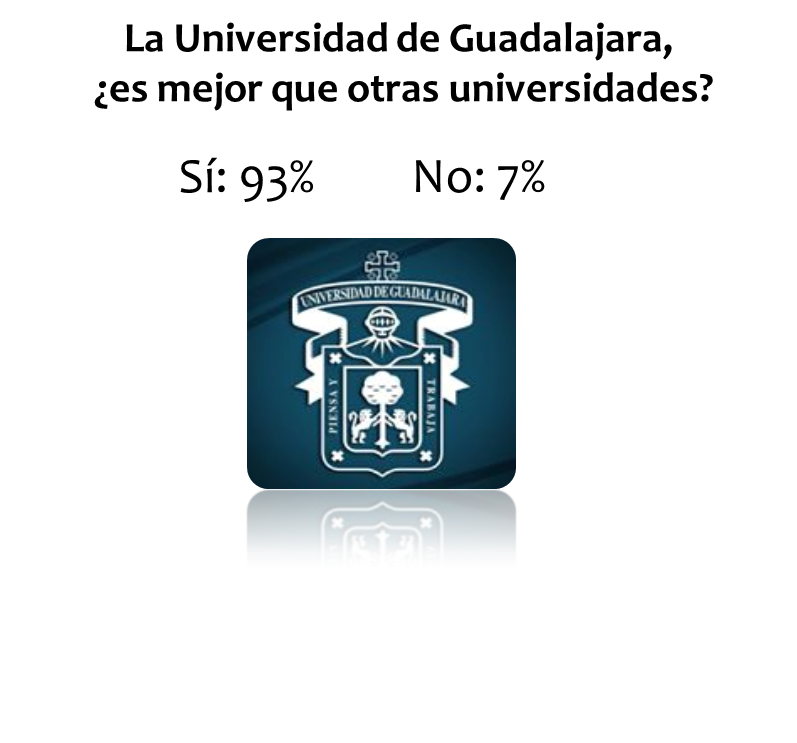 La Universidad de Guadalajara,
¿es mejor que otras universidades?
Sí: 93% No: 7%
UNIVERSIDAD DE GUADALAJARA
PIENSA Y
TRABAJA